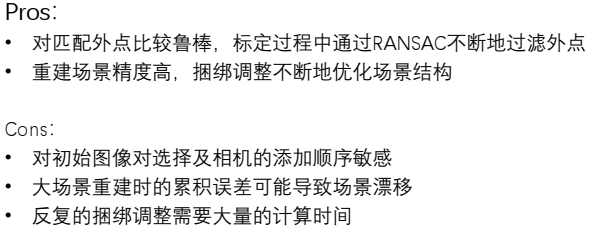 Pros:
• 对匹配外点比较鲁棒，标定过程中通过RANSAC不断地过滤外点
• 重建场景精度高，捆绑调整不断地优化场景结构
Cons:
• 对初始图像对选择及相机的添加顺序敏感
• 大场景重建时的累积误差可能导致场景漂移
• 反复的捆绑调整需要大量的计算时间